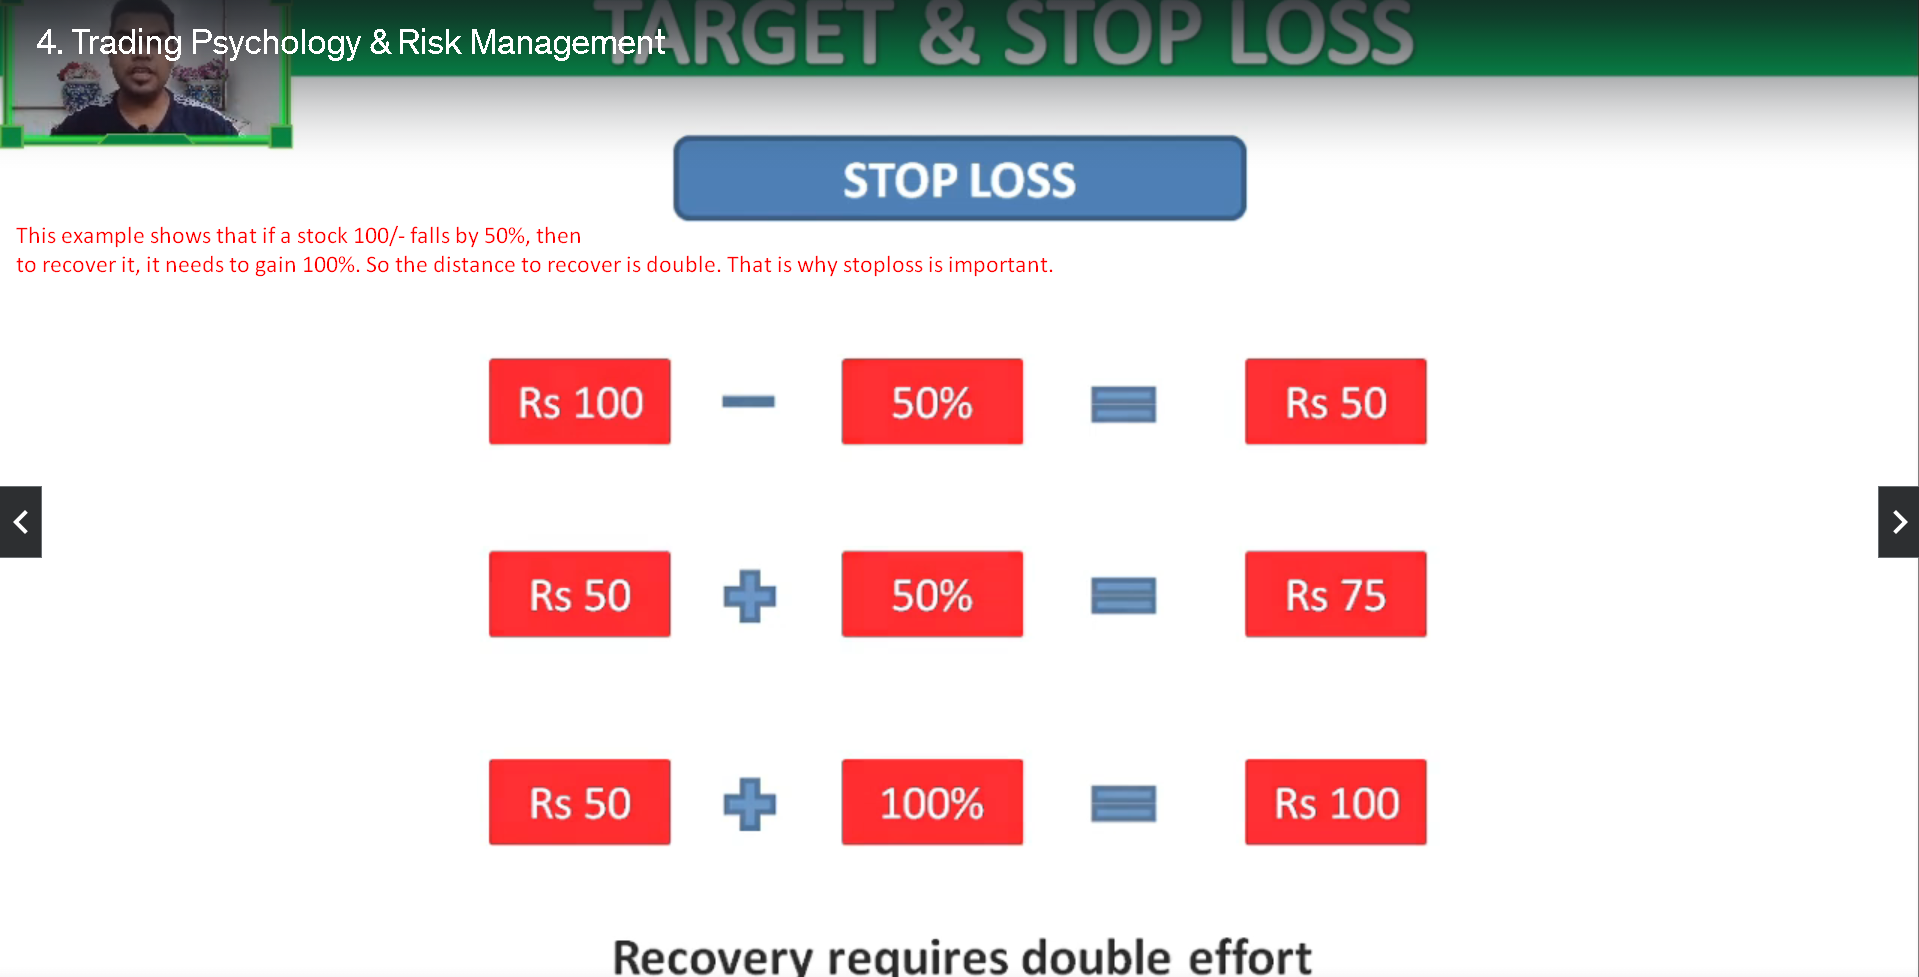 TARGET & STOP LOSS
4. Trading Psychology & Risk Management
STOP LOSS
This example shows that if a stock 100/- falls by 50%, then
to recover it, it needs to gain 100%. So the distance to recover is double. That is why stoploss is important.
Rs 100 − 50% = Rs 50
Rs 50 + 50% = Rs 75
Rs 50 + 100% = Rs 100
Recovery requires double effort